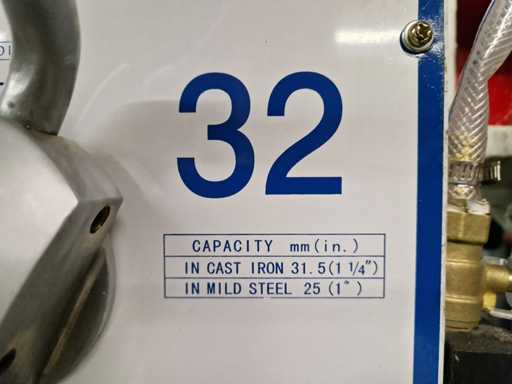 32
CAPACITY mm(in.)
IN CAST IRON 31.5(1 1/4″)
IN MILD STEEL 25 (1″)